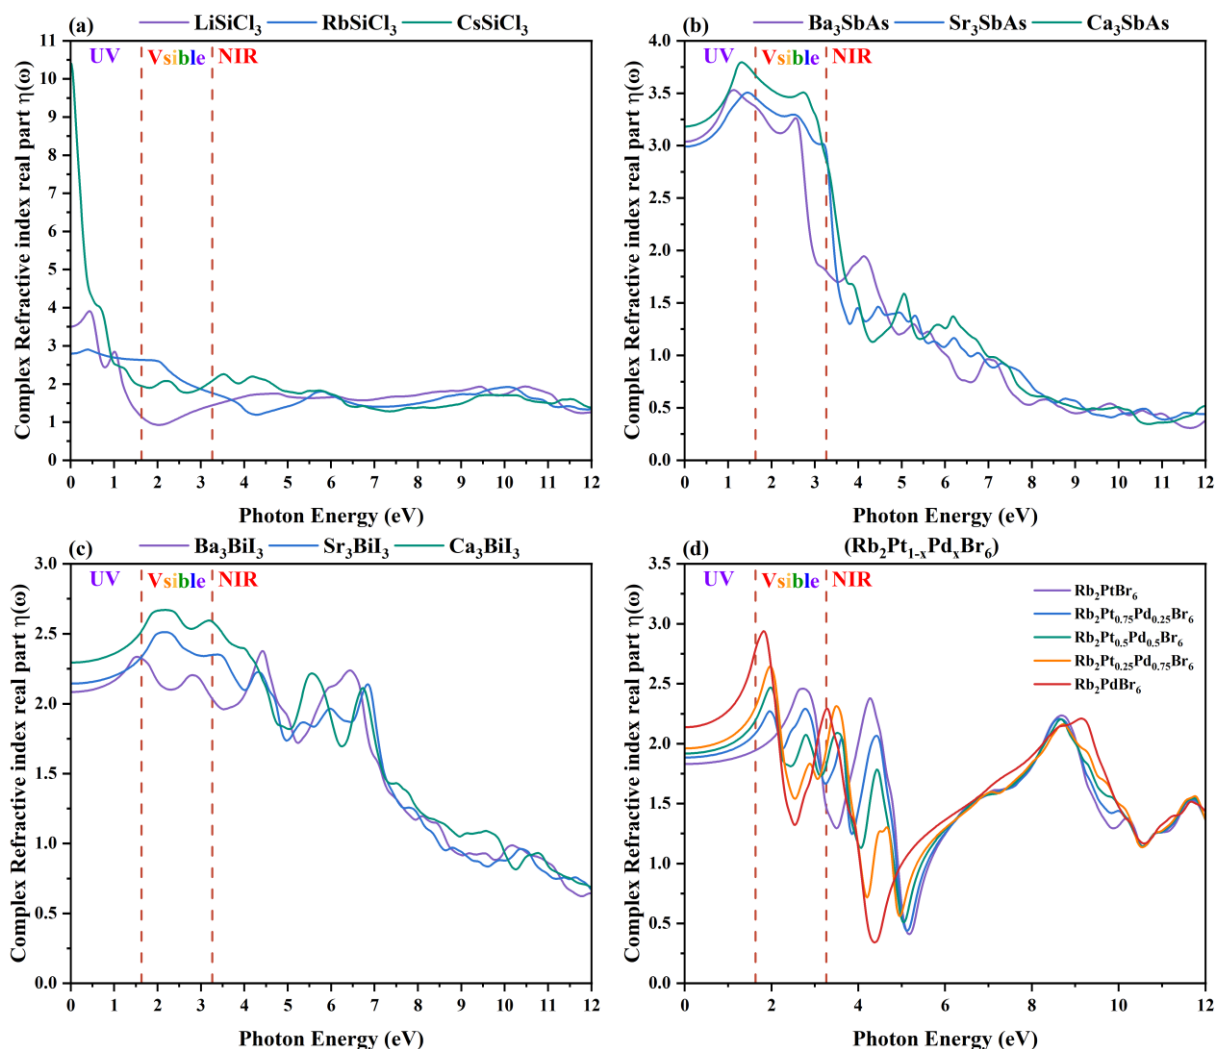 (a) LiSiCl₃ RbSiCl₃ CsSiCl₃
UV Vsible NIR
Complex Refractive index real part η(ω)
11
10
9
8
7
6
5
4
3
2
1
0
0 1 2 3 4 5 6 7 8 9 10 11 12
Photon Energy (eV)
(b) Ba₃SbAs Sr₃SbAs Ca₃SbAs
UV Vsible NIR
Complex Refractive index real part η(ω)
4.0
3.5
3.0
2.5
2.0
1.5
1.0
0.5
0.0
0 1 2 3 4 5 6 7 8 9 10 11 12
Photon Energy (eV)
(c) Ba₃BiI₃ Sr₃BiI₃ Ca₃BiI₃
UV Vsible NIR
Complex Refractive index real part η(ω)
3.0
2.5
2.0
1.5
1.0
0.5
0.0
0 1 2 3 4 5 6 7 8 9 10 11 12
Photon Energy (eV)
(d) (Rb₂Pt₁₋ₓPdₓBr₆)
UV Vsible NIR
Rb₂PtBr₆
Rb₂Pt₀.₇₅Pd₀.₂₅Br₆
Rb₂Pt₀.₅Pd₀.₅Br₆
Rb₂Pt₀.₂₅Pd₀.₇₅Br₆
Rb₂PdBr₆
Complex Refractive index real part η(ω)
3.5
3.0
2.5
2.0
1.5
1.0
0.5
0.0
0 2 4 6 8 10 12
Photon Energy (eV)